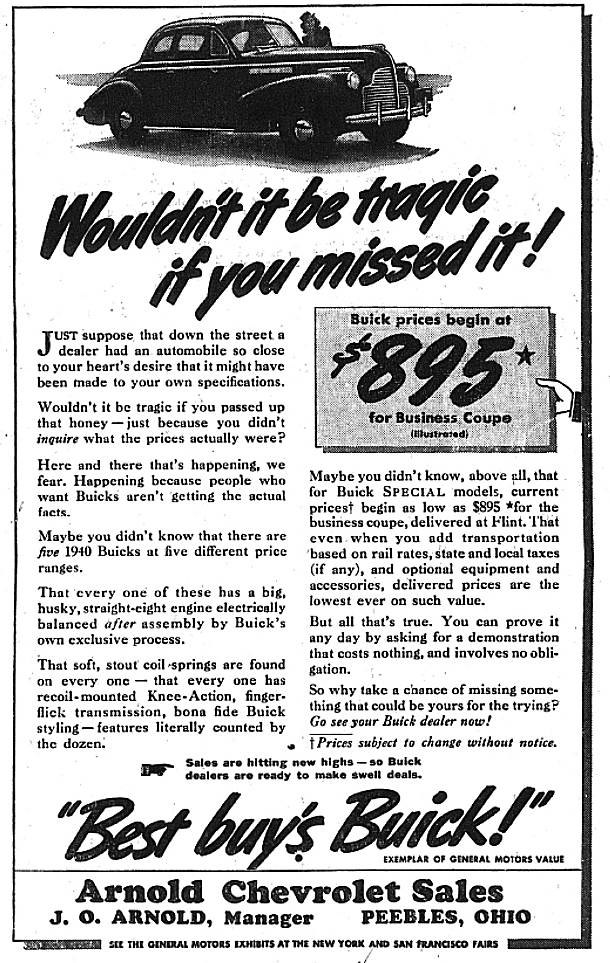 Wouldn't it be tragic
if you missed it!
JUST suppose that down the street a
dealer had an automobile so close
to your heart's desire that it might have
been made to your own specifications.
Wouldn't it be tragic if you passed up
that honey—just because you didn't
inquire what the prices actually were?
Here and there that's happening, we
fear. Happening because people who
want Buicks aren't getting the actual
facts.
Maybe you didn't know that there are
five 1940 Buicks at five different price
ranges.
That every one of these has a big,
husky, straight-eight engine electrically
balanced after assembly by Buick's
own exclusive process.
That soft, stout coil springs are found
on every one — that every one has
recoil-mounted Knee-Action, finger-
flick transmission, bona fide Buick
styling—features literally counted by
the dozen.
Buick prices begin at
$895★
for Business Coupe
(Illustrated)
Maybe you didn't know, above all, that
for Buick SPECIAL models, current
prices† begin as low as $895 ★for the
business coupe, delivered at Flint. That
even when you add transportation
based on rail rates, state and local taxes
(if any), and optional equipment and
accessories, delivered prices are the
lowest ever on such value.
But all that's true. You can prove it
any day by asking for a demonstration
that costs nothing, and involves no obli-
gation.
So why take a chance of missing some-
thing that could be yours for the trying?
Go see your Buick dealer now!
†Prices subject to change without notice.
Sales are hitting new highs—so Buick
dealers are ready to make swell deals.
"Best buy's Buick!"
EXEMPLAR OF GENERAL MOTORS VALUE
Arnold Chevrolet Sales
J. O. ARNOLD, Manager PEEBLES, OHIO
SEE THE GENERAL MOTORS EXHIBITS AT THE NEW YORK AND SAN FRANCISCO FAIRS